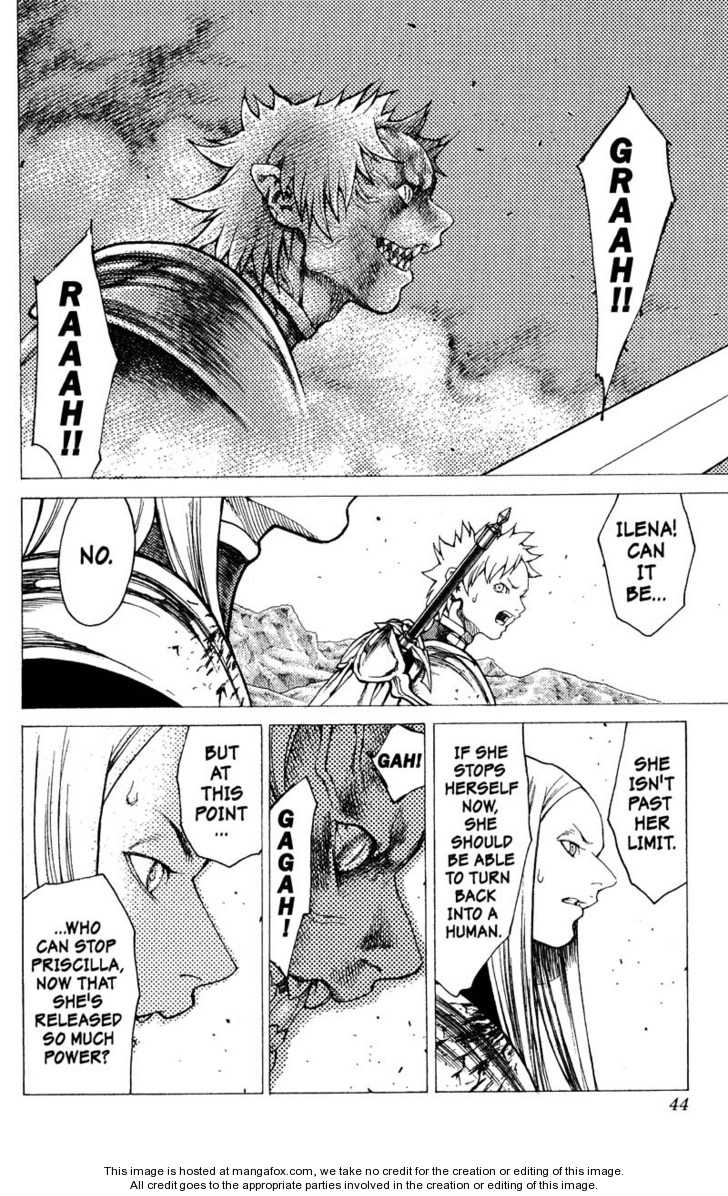 GRAAH!!
RAAAH!!
ILENA!
CAN
IT
BE...
NO.
SHE
ISN'T
PAST
HER
LIMIT.
IF SHE
STOPS
HERSELF
NOW,
SHE
SHOULD
BE ABLE
TO TURN
BACK
INTO A
HUMAN.
GAH!
GAGAH!
BUT
AT
THIS
POINT
...
...WHO
CAN STOP
PRISCILLA,
NOW THAT
SHE'S
RELEASED
SO MUCH
POWER?
44
This image is hosted at mangafox.com, we take no credit for the creation or editing of this image.
All credit goes to the appropriate parties involved in the creation or editing of this image.